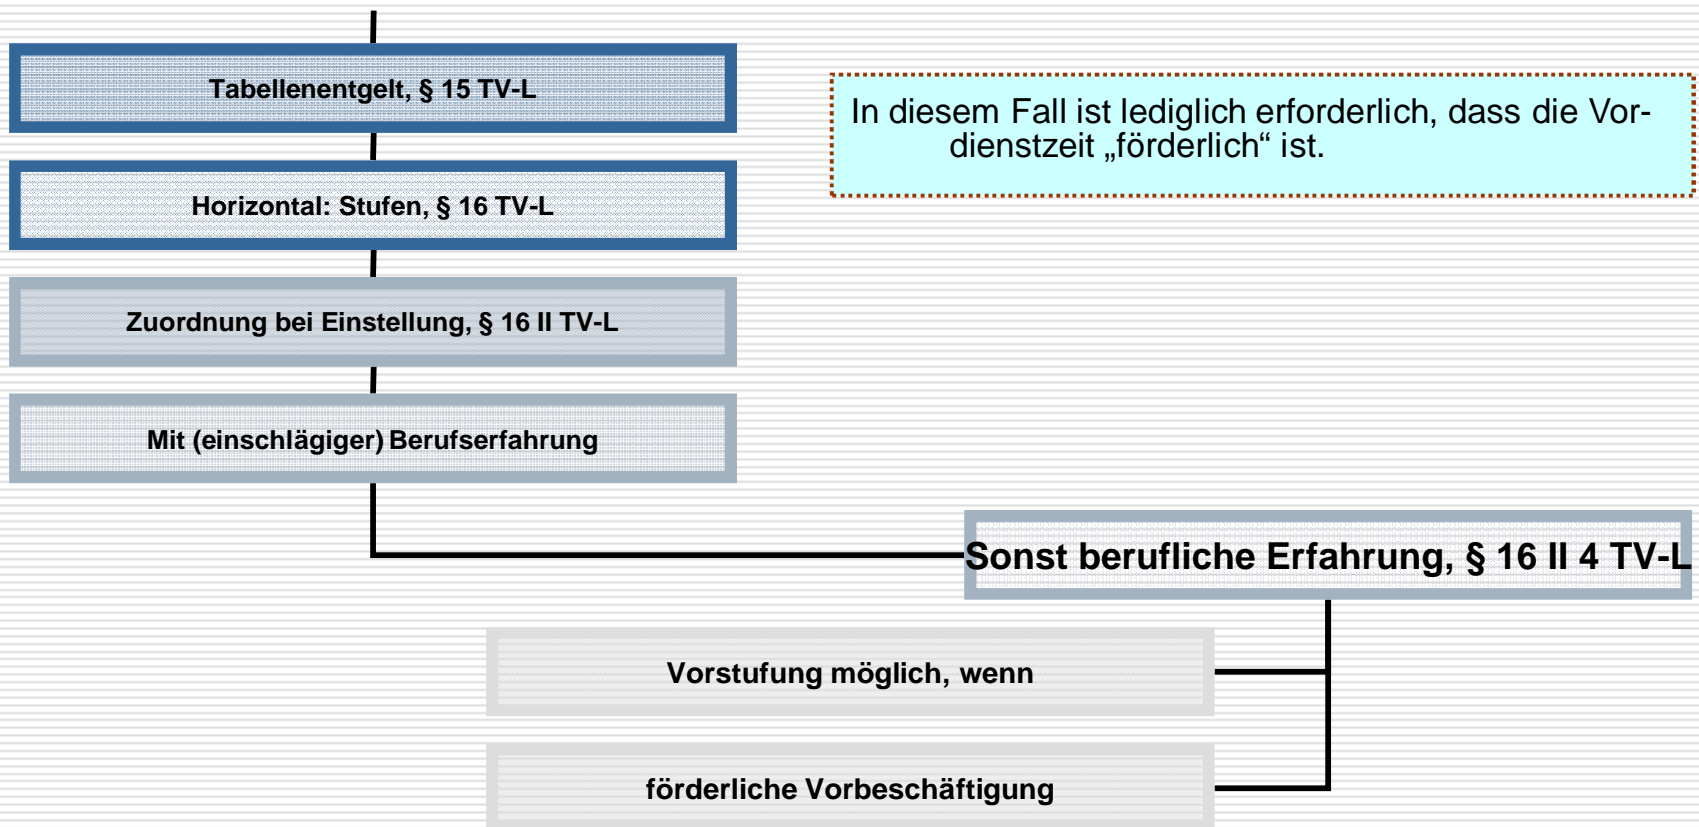 Tabellenentgelt, § 15 TV-L
In diesem Fall ist lediglich erforderlich, dass die Vor-
dienstzeit „förderlich“ ist.
Horizontal: Stufen, § 16 TV-L
Zuordnung bei Einstellung, § 16 II TV-L
Mit (einschlägiger) Berufserfahrung
Sonst berufliche Erfahrung, § 16 II 4 TV-L
Vorstufung möglich, wenn
förderliche Vorbeschäftigung